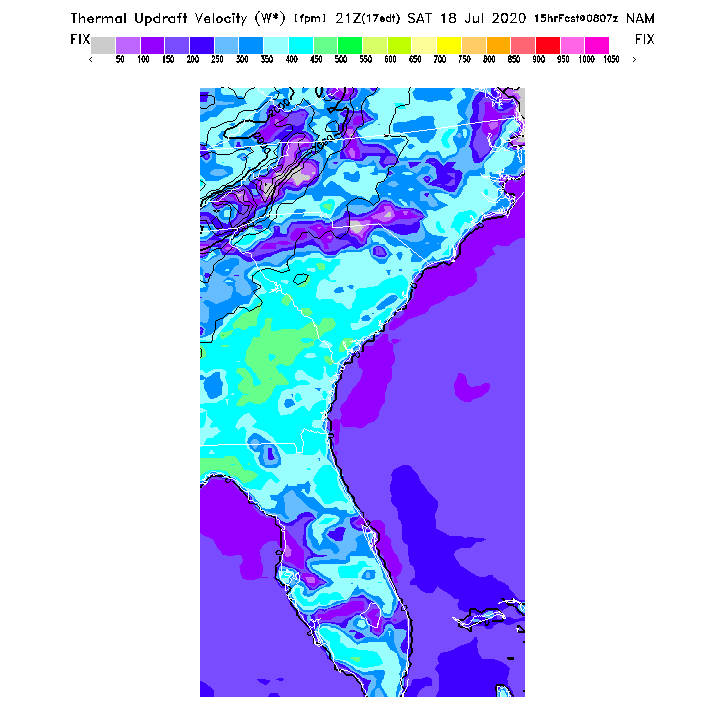 Thermal Updraft Velocity (W*) [fpm] 21Z(17edt) SAT 18 Jul 2020 15hrFcst@0807z NAM
FIX FIX
< 50 100 150 200 250 300 350 400 450 500 550 600 650 700 750 800 850 900 950 1000 1050 >